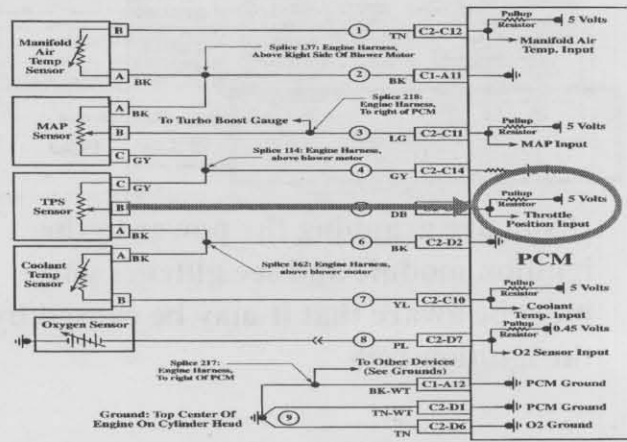 Manifold
Air
Temp
Sensor
B
A
BK
1
TN
C2-C12
Pullup
Resistor
5 Volts
Manifold Air
Temp. Input
Splice 137: Engine Harness,
Above Right Side Of Blower Motor
2
BK
C1-A11
MAP
Sensor
A
BK
B
C
GY
Splice 218:
Engine Harness,
To right of PCM
To Turbo Boost Gauge
3
LG
C2-C11
Pullup
Resistor
5 Volts
MAP Input
Splice 114: Engine Harness,
above blower motor
4
GY
C2-C14
TPS
Sensor
C
GY
B
A
BK
DB
Pullup
Resistor
5 Volts
Throttle
Position Input
6
BK
C2-D2
PCM
Splice 162: Engine Harness,
above blower motor
Coolant
Temp
Sensor
A
BK
B
7
YL
C2-C10
Pullup
Resistor
5 Volts
Coolant
Temp. Input
Oxygen Sensor
8
PL
C2-D7
Pullup
Resistor
0.45 Volts
O2 Sensor Input
Splice 217:
Engine Harness,
To right Of PCM
To Other Devices
(See Grounds)
BK-WT
C1-A12
PCM Ground
Ground: Top Center Of
Engine On Cylinder Head
9
TN-WT
C2-D1
PCM Ground
TN
C2-D6
O2 Ground